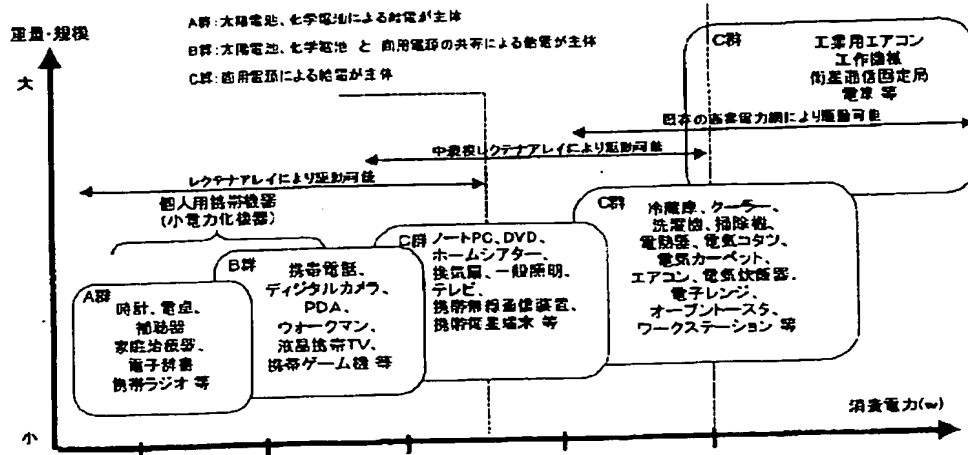 重量・規模
大
小
A群:太陽電池、化学電池による給電が主体
B群:太陽電池、化学電池 と 商用電源の共有による給電が主体
C群:商用電源による給電が主体
C群
工業用エアコン
工作機械
衛星通信固定局
電車 等
既存の商業電力網により駆動可能
中規模レクテナアレイにより駆動可能
レクテナアレイにより駆動可能
個人用携帯機器
(小電力化機器)
A群
時計、電卓、
補聴器
家庭治療器、
電子辞書
携帯ラジオ 等
B群
携帯電話、
ディジタルカメラ、
PDA、
ウォークマン、
液晶携帯TV、
携帯ゲーム機 等
C群
ノートPC、DVD、
ホームシアター、
換気扇、一般照明、
テレビ、
携帯無線通信装置、
携帯衛星端末 等
C群
冷蔵庫、クーラー、
洗濯機、掃除機、
電熱器、電気コタツ、
電気カーペット、
エアコン、電気炊飯器、
電子レンジ、
オーブントースタ、
ワークステーション 等
消費電力(w)